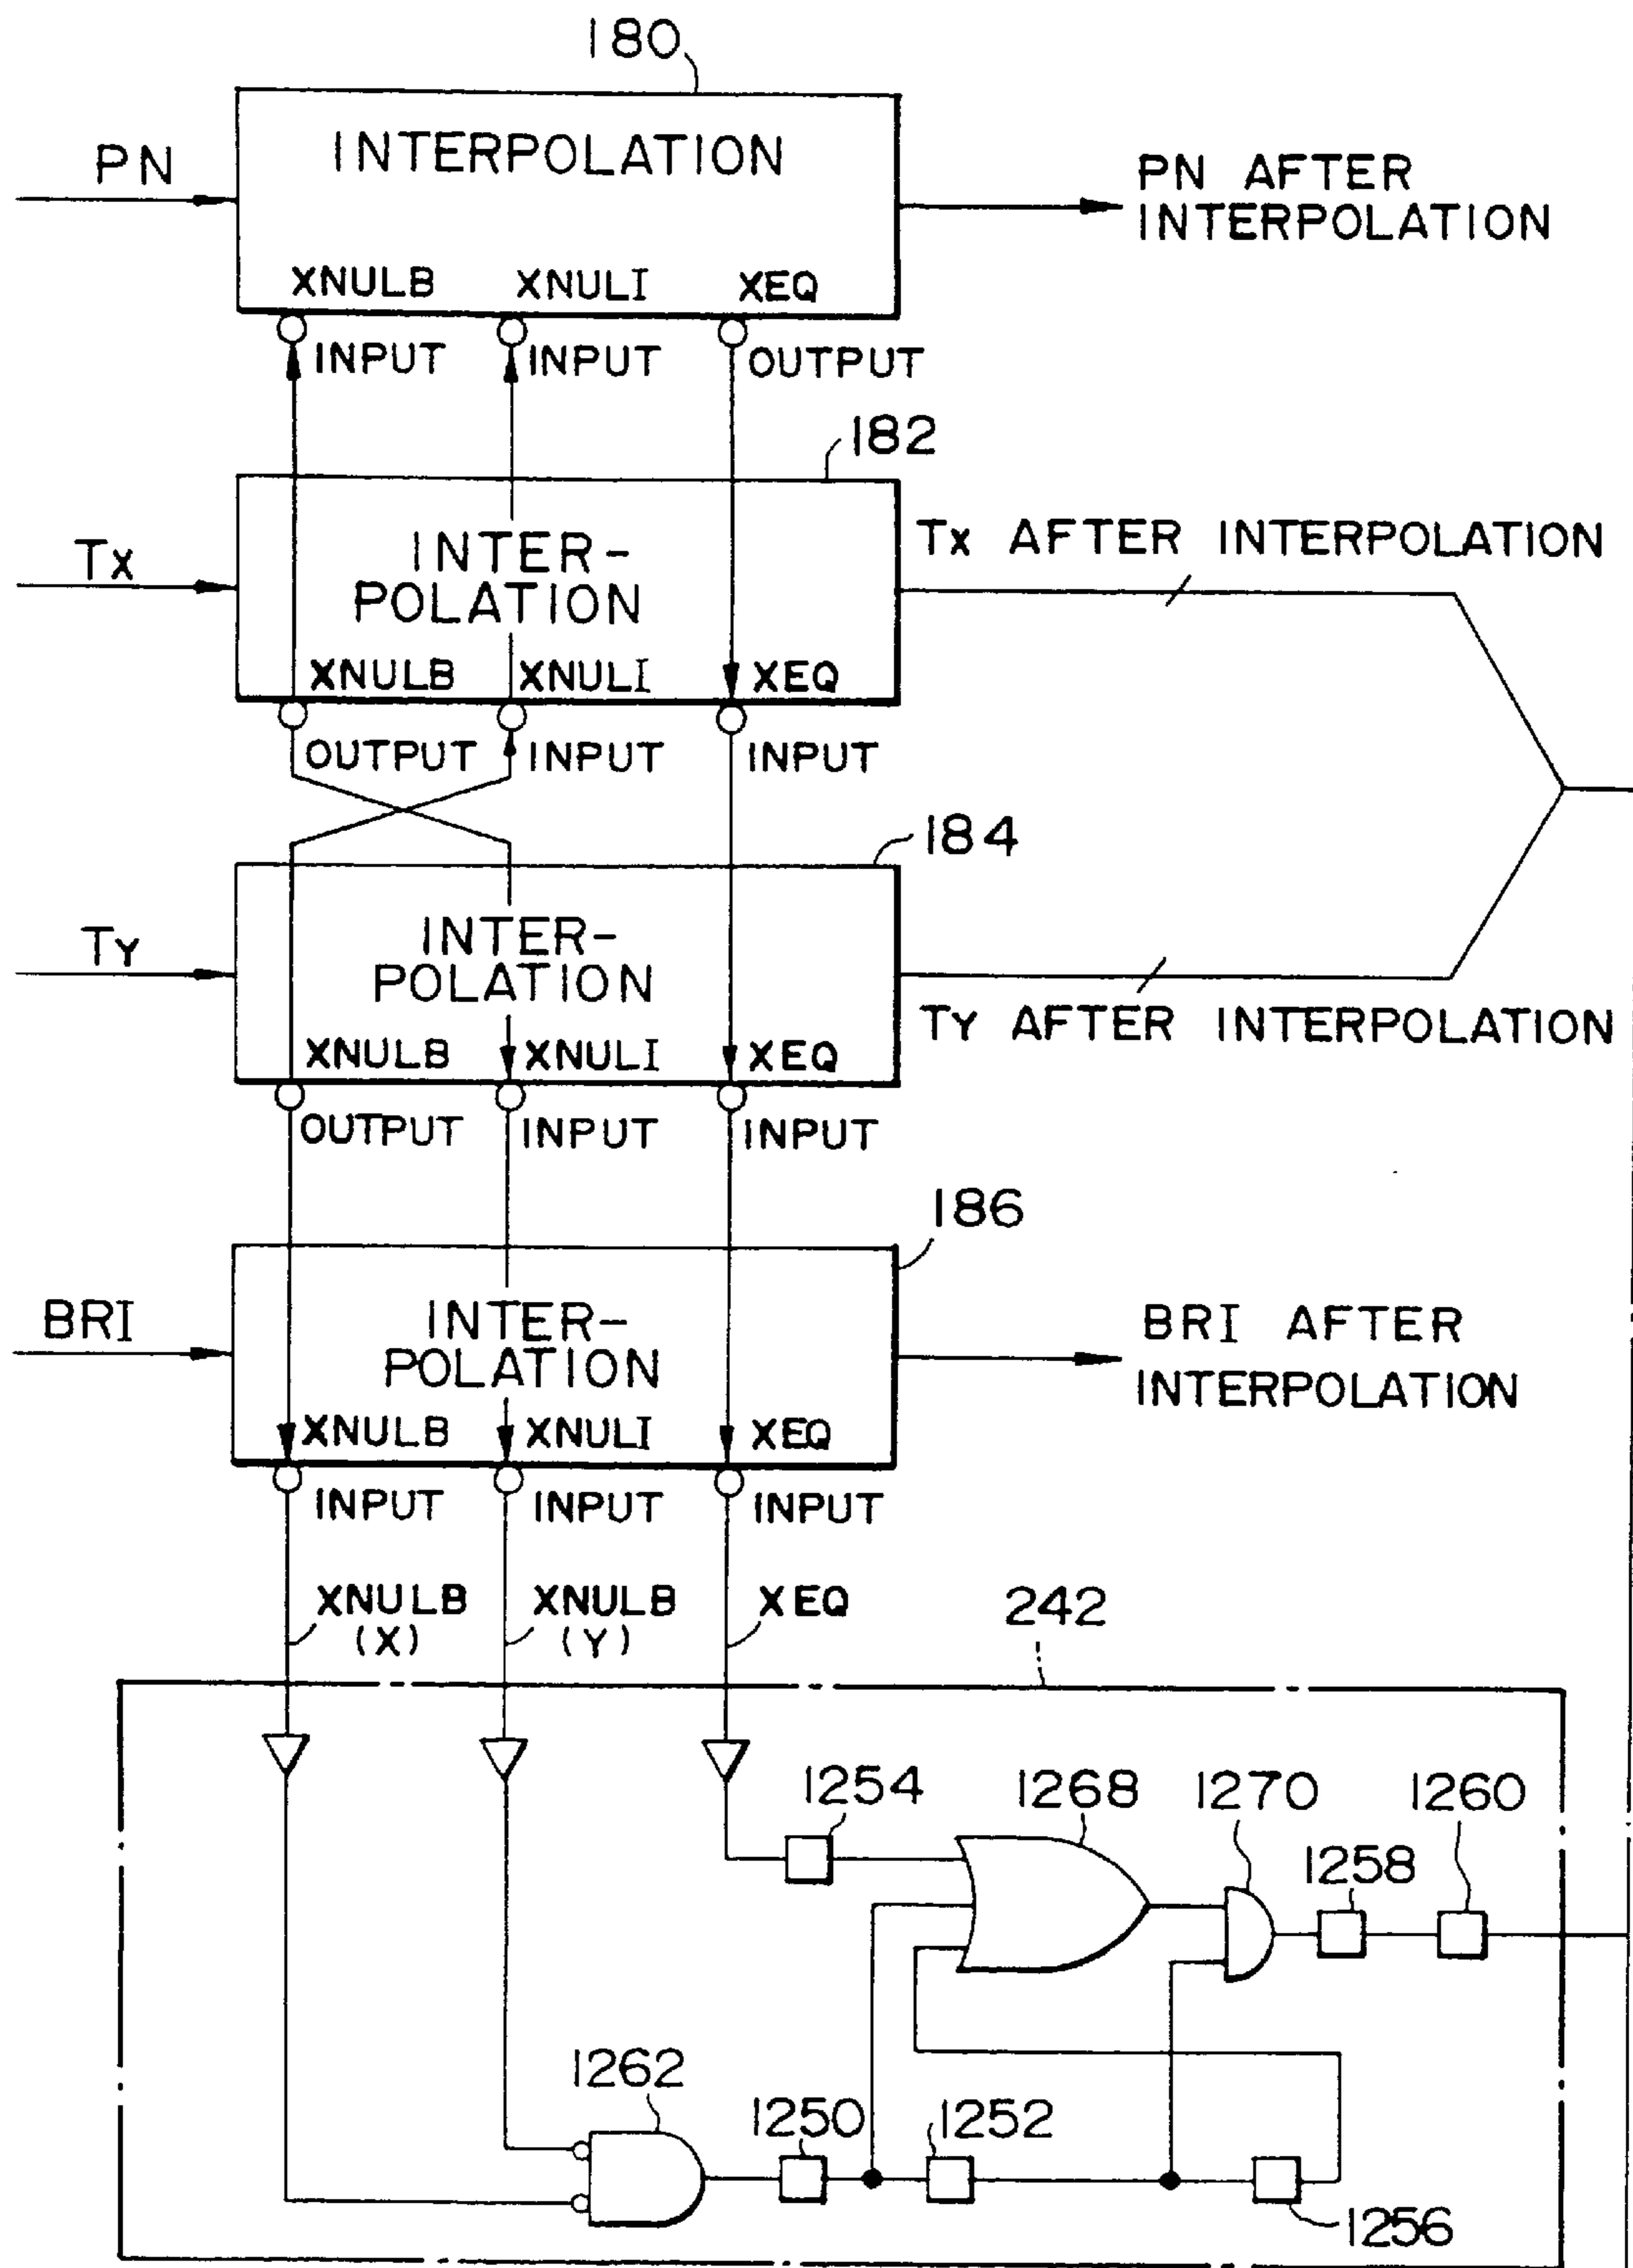 180
INTERPOLATION
PN
PN AFTER
INTERPOLATION
XNULB XNULI XEQ
INPUT INPUT OUTPUT
182
Tx AFTER INTERPOLATION
Tx
INTER-
POLATION
XNULB XNULI XEQ
OUTPUT INPUT INPUT
184
TY
INTER-
POLATION
TY AFTER INTERPOLATION
XNULB XNULI XEQ
OUTPUT INPUT INPUT
186
BRI
INTER-
POLATION
BRI AFTER
INTERPOLATION
XNULB XNULI XEQ
INPUT INPUT INPUT
XNULB
(X)
XNULB
(Y)
XEQ
242
1254
1268
1270
1260
1258
1262
1250
1252
1256